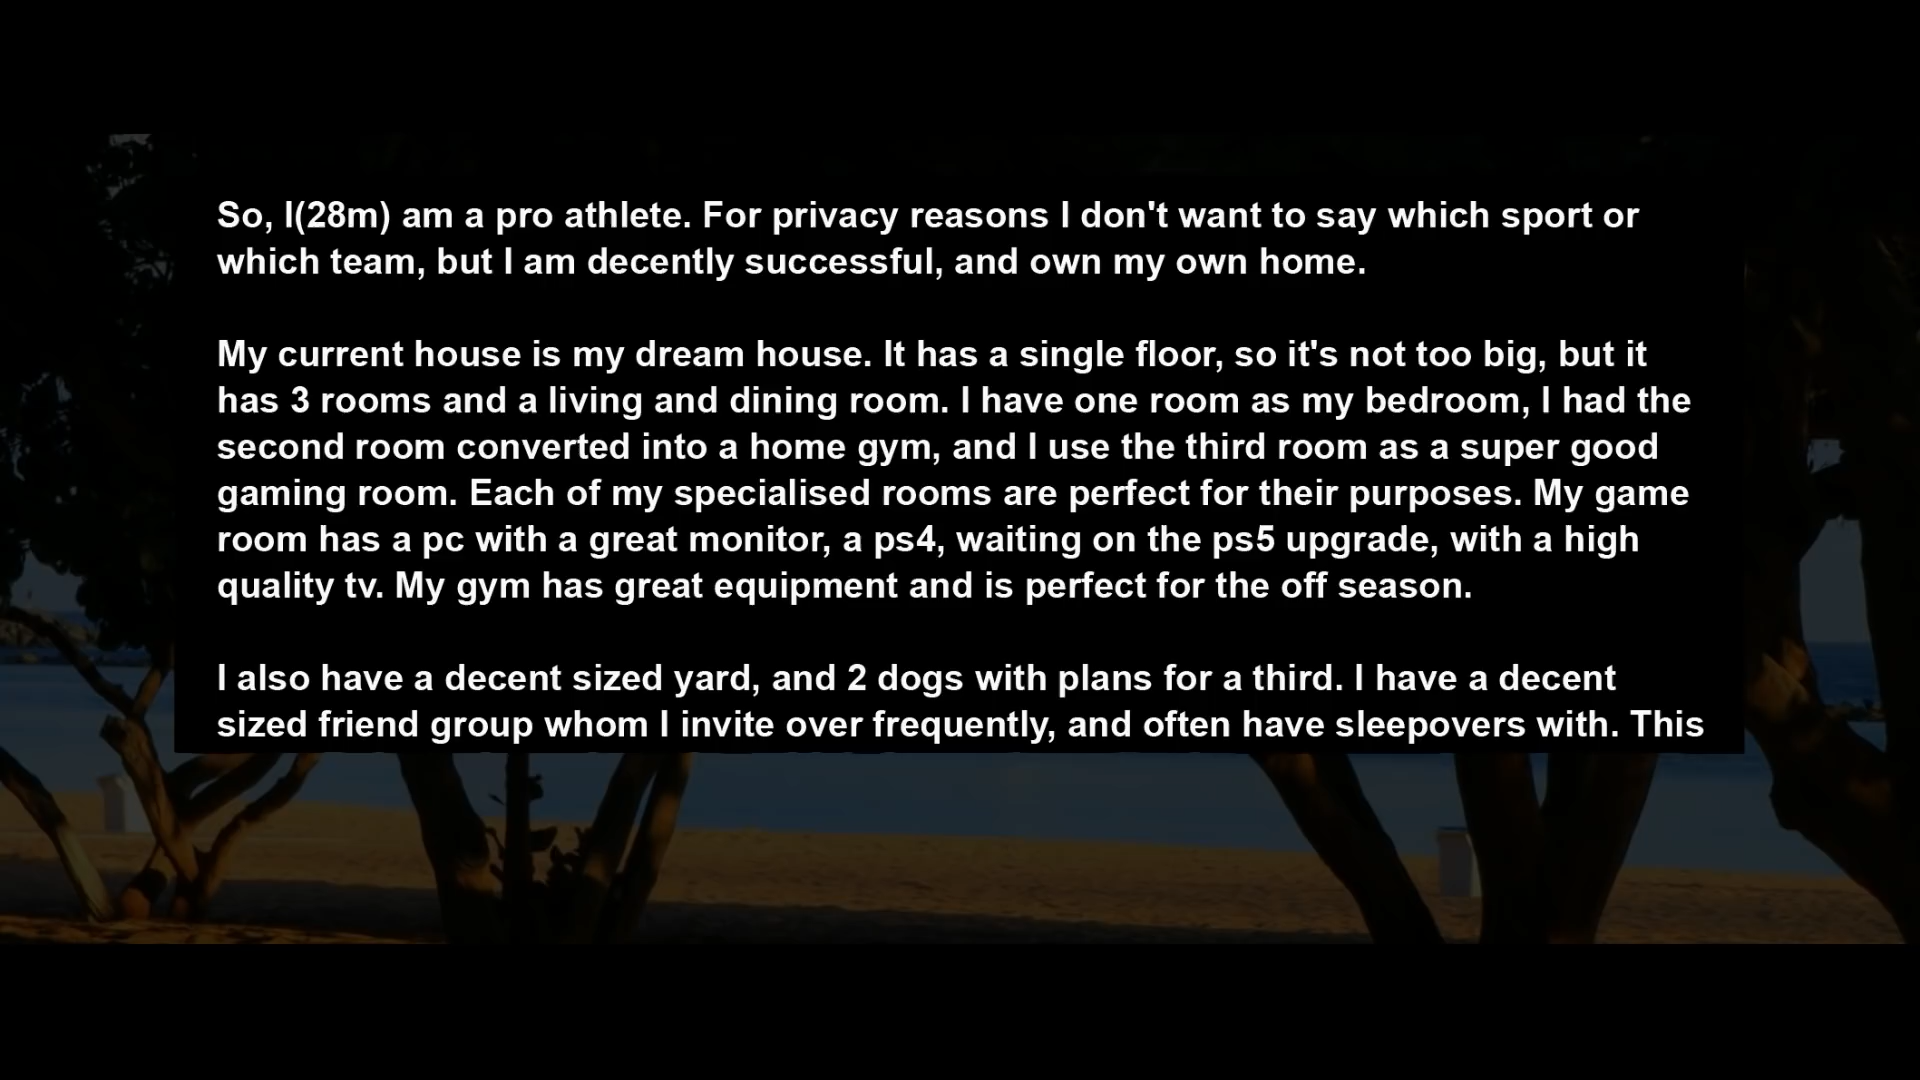 So, I(28m) am a pro athlete. For privacy reasons I don't want to say which sport or
which team, but I am decently successful, and own my own home.
My current house is my dream house. It has a single floor, so it's not too big, but it
has 3 rooms and a living and dining room. I have one room as my bedroom, I had the
second room converted into a home gym, and I use the third room as a super good
gaming room. Each of my specialised rooms are perfect for their purposes. My game
room has a pc with a great monitor, a ps4, waiting on the ps5 upgrade, with a high
quality tv. My gym has great equipment and is perfect for the off season.
I also have a decent sized yard, and 2 dogs with plans for a third. I have a decent
sized friend group whom I invite over frequently, and often have sleepovers with. This